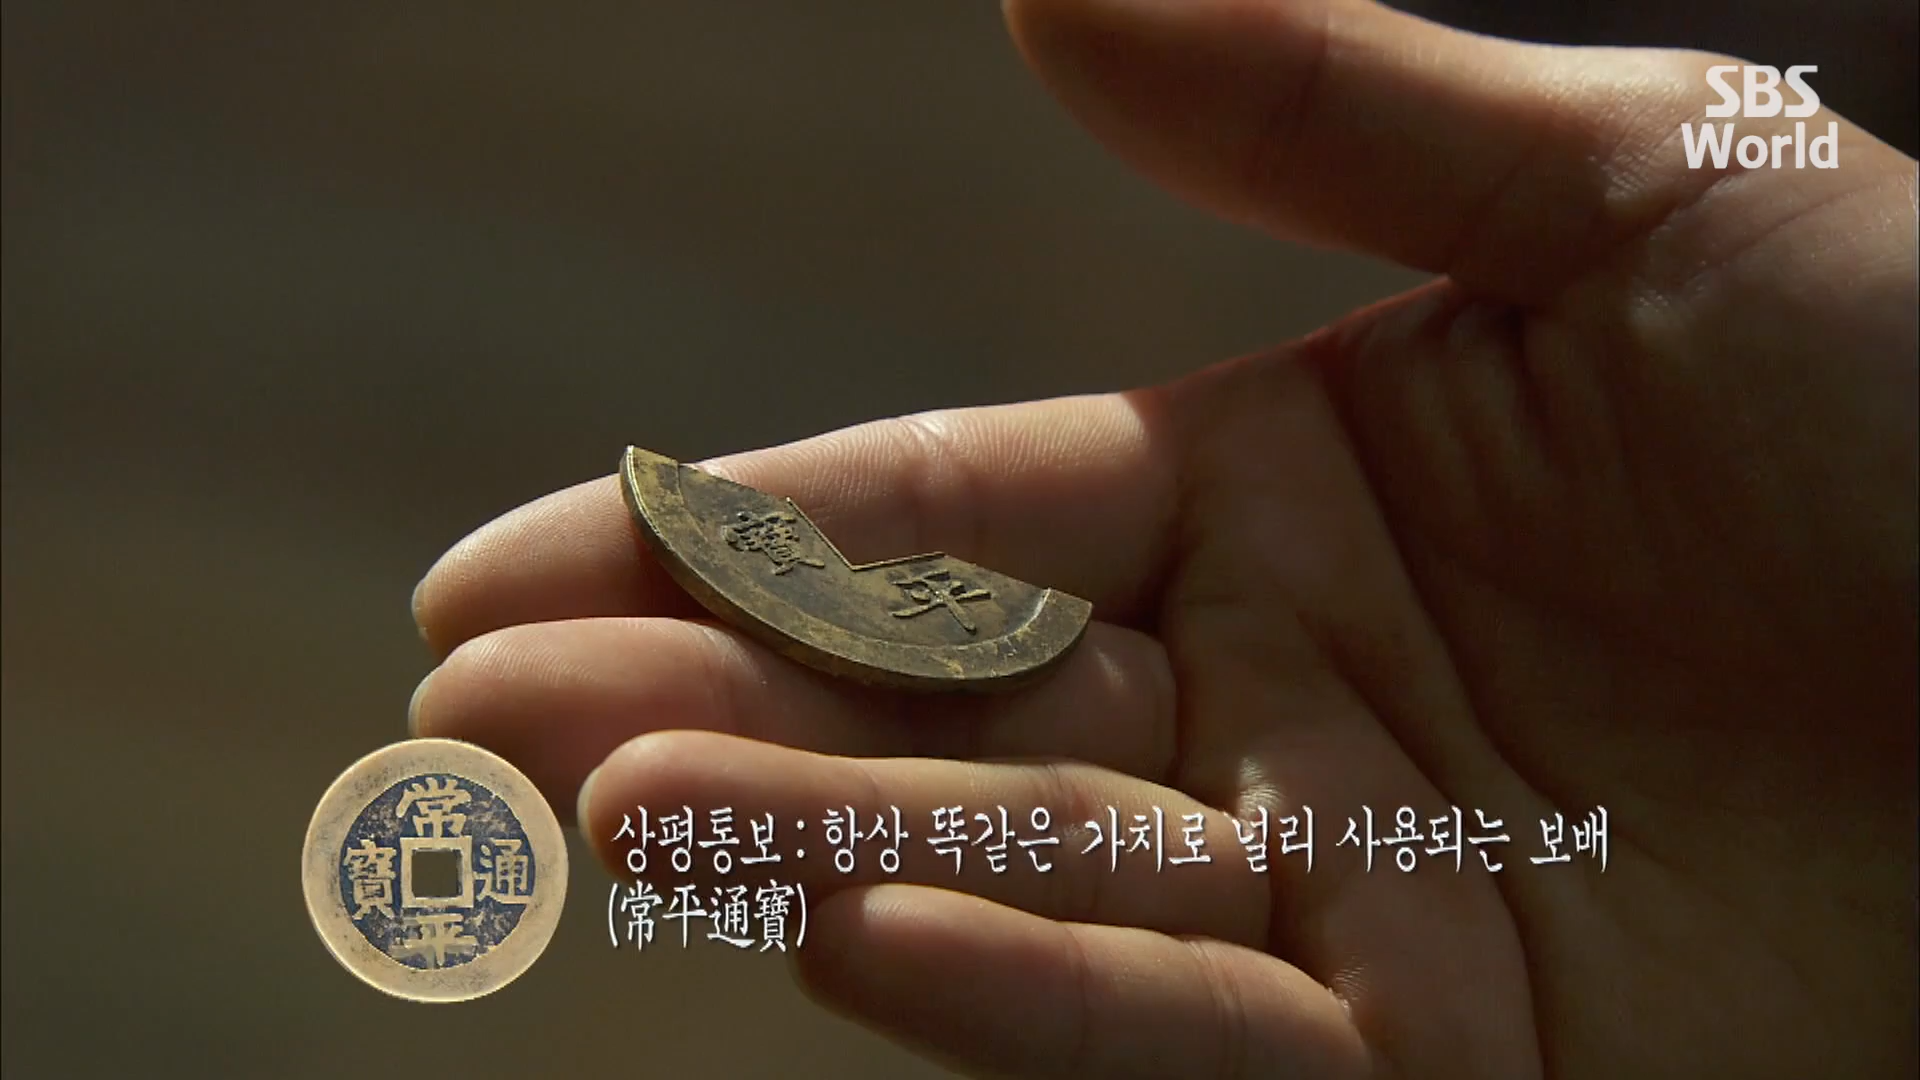 SBS
World
寶
平
상평통보 : 항상 똑같은 가치로 널리 사용되는 보배
(常平通寶)
常
寶 通
平